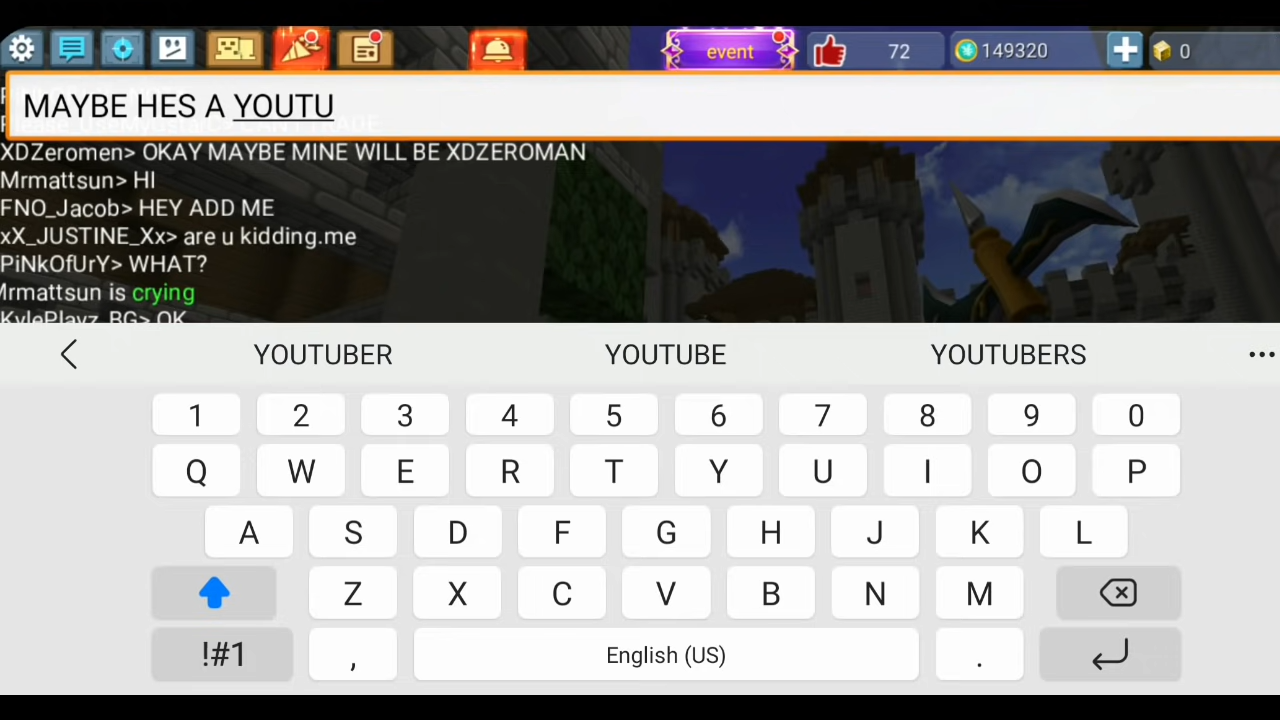 event
72
149320
0
MAYBE HES A YOUTU
XDZeromen> OKAY MAYBE MINE WILL BE XDZEROMAN
Mrmattsun> HI
FNO_Jacob> HEY ADD ME
xX_JUSTINE_Xx> are u kidding.me
PiNkOfUrY> WHAT?
Mrmattsun is crying
KylePlayz_BG> OK
YOUTUBER YOUTUBE YOUTUBERS
1 2 3 4 5 6 7 8 9 0
Q W E R T Y U I O P
A S D F G H J K L
Z X C V B N M
!#1 , English (US) .